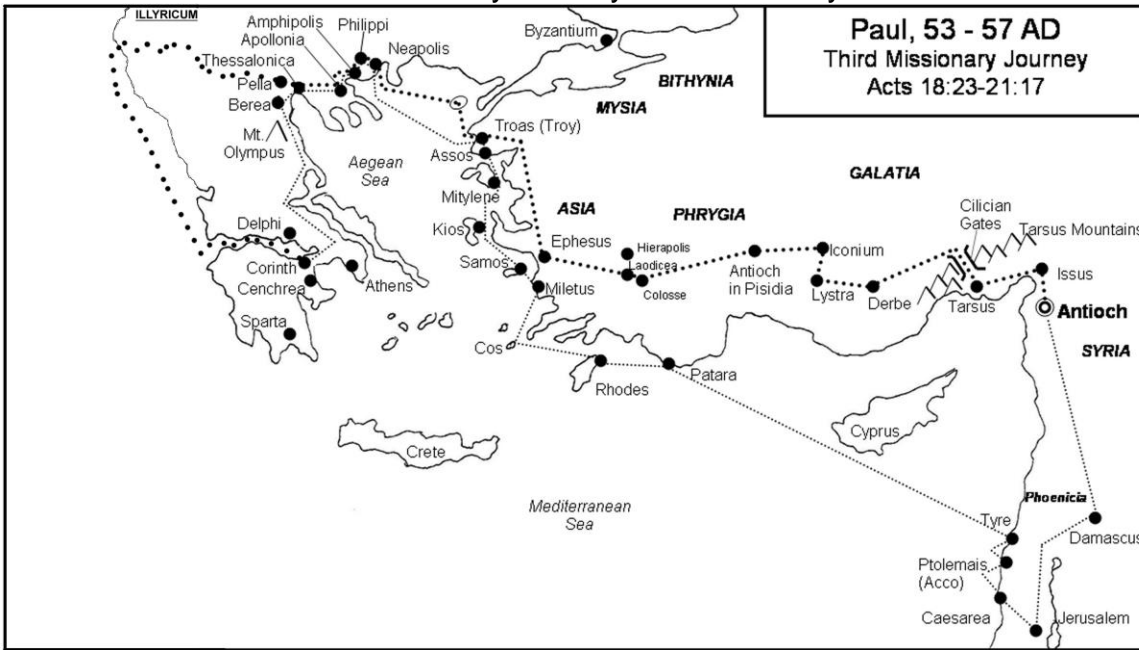 ILLYRICUM
Amphipolis
Apollonia
Philippi
Neapolis
Thessalonica
Pella
Berea
Mt.
Olympus
Byzantium
BITHYNIA
MYSIA
Paul, 53 - 57 AD
Third Missionary Journey
Acts 18:23-21:17
Troas (Troy)
Assos
Aegean
Sea
Mitylene
Kios
Samos
ASIA
PHRYGIA
GALATIA
Cilician
Gates
Tarsus Mountains
Delphi
Corinth
Cenchrea
Athens
Sparta
Ephesus
Hierapolis
Laodicea
Colosse
Miletus
Antioch
in Pisidia
Iconium
Lystra
Derbe
Tarsus
Issus
Antioch
SYRIA
Cos
Rhodes
Patara
Crete
Cyprus
Mediterranean
Sea
Phoenicia
Tyre
Damascus
Ptolemais
(Acco)
Caesarea
Jerusalem